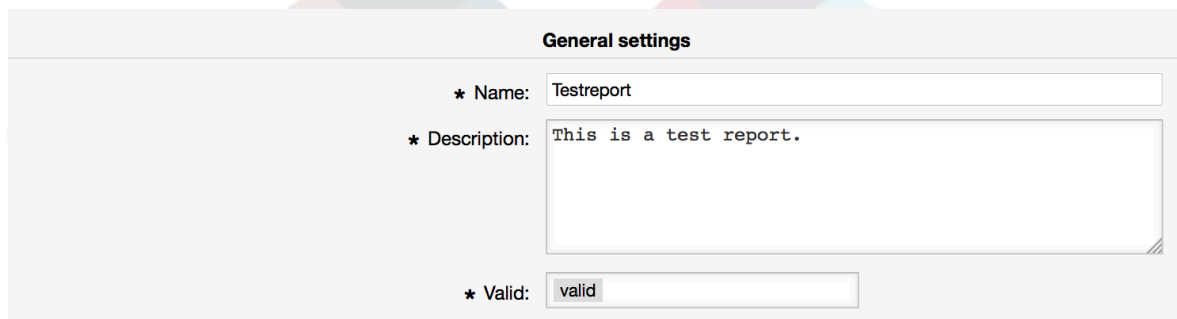 General settings
* Name: Testreport
* Description: This is a test report.
* Valid: valid